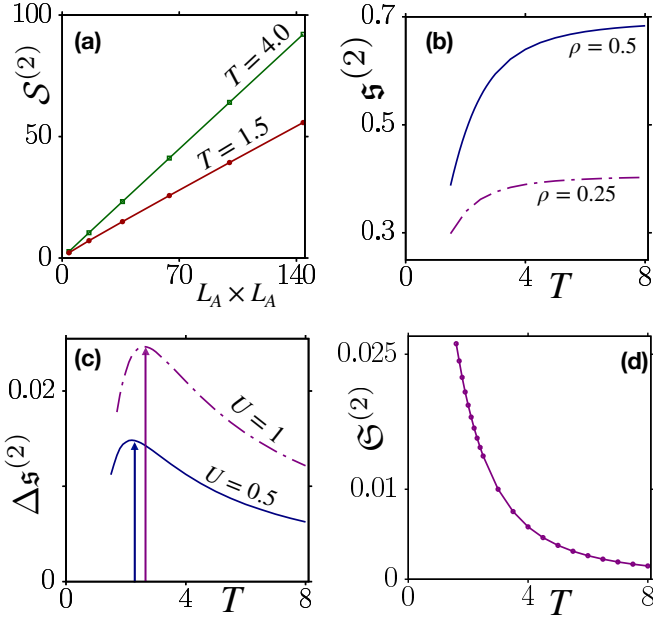 (a)
100
50
0
0
70
140
𝒮^{(2)}
L_A × L_A
T = 4.0
T = 1.5
(b)
0.7
0.5
0.3
0
4
8
𝔰^{(2)}
T
ρ = 0.5
ρ = 0.25
(c)
0.02
0
0
4
8
Δ𝔰^{(2)}
T
U = 1
U = 0.5
(d)
0.025
0.01
0
0
4
8
𝔖^{(2)}
T